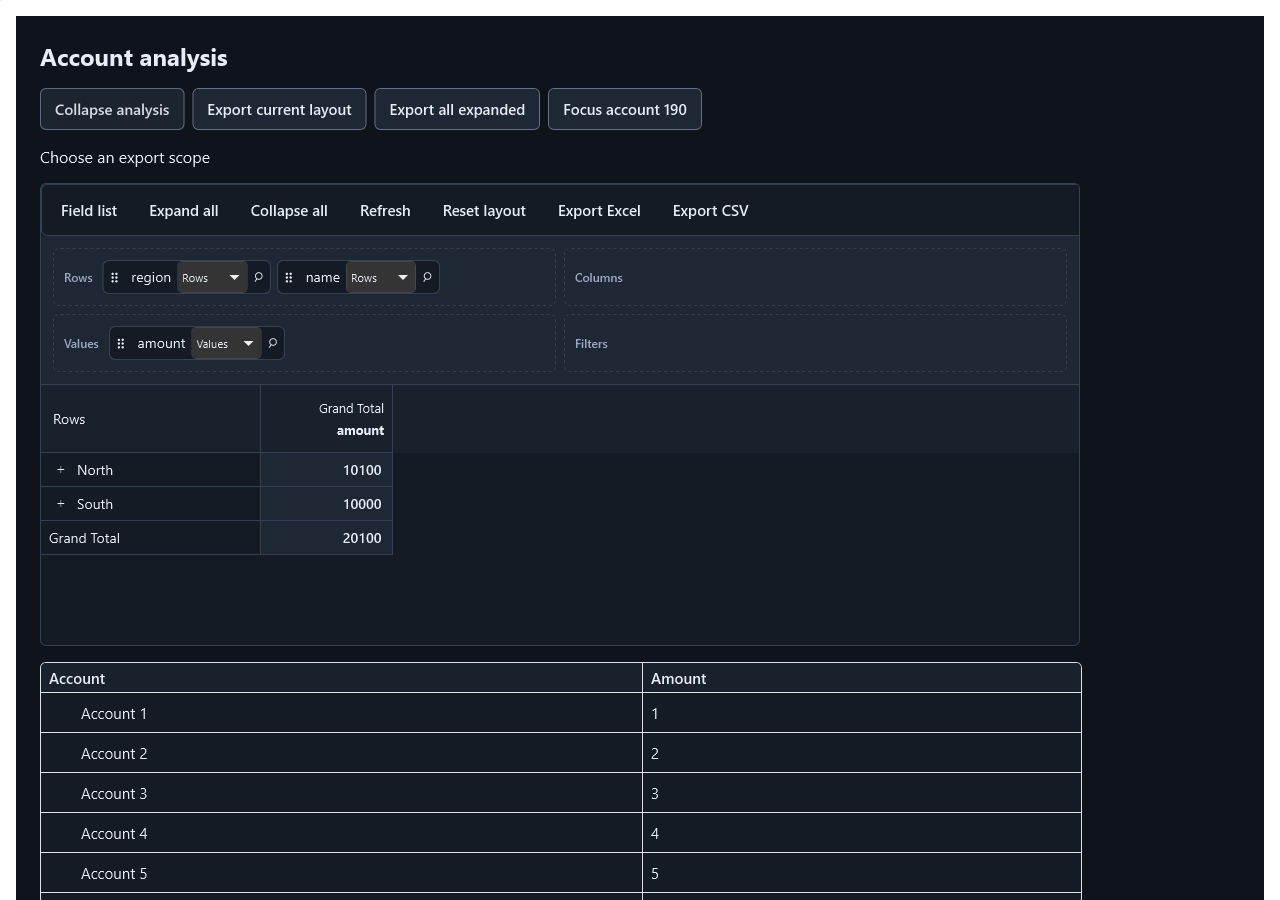 Account analysis
Collapse analysis Export current layout Export all expanded Focus account 190
Choose an export scope
Field list Expand all Collapse all Refresh Reset layout Export Excel Export CSV
Rows region Rows name Rows Columns
Values amount Values Filters
Rows Grand Total
amount
+ North 10100
+ South 10000
Grand Total 20100
Account Amount
Account 1 1
Account 2 2
Account 3 3
Account 4 4
Account 5 5